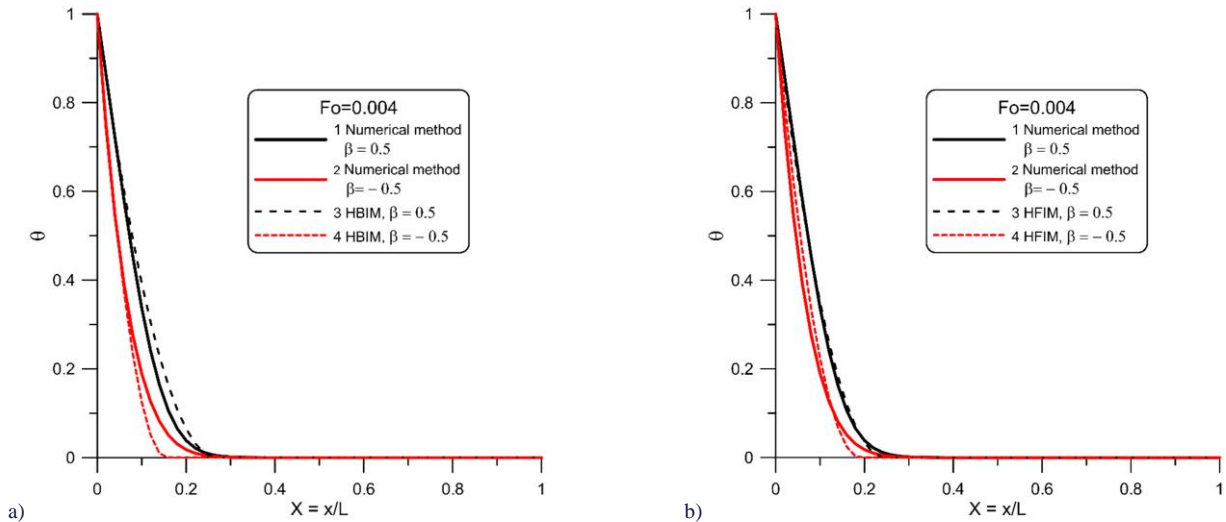 1
0.8
0.6
θ
0.4
0.2
0
0
0.2
0.4
0.6
0.8
1
X = x/L
Fo=0.004
1 Numerical method
β = 0.5
2 Numerical method
β= − 0.5
3 HBIM, β = 0.5
4 HBIM, β = − 0.5
a)
1
0.8
0.6
θ
0.4
0.2
0
0
0.2
0.4
0.6
0.8
1
X = x/L
Fo=0.004
1 Numerical method
β = 0.5
2 Numerical method
β= − 0.5
3 HFIM, β = 0.5
4 HFIM, β = − 0.5
b)